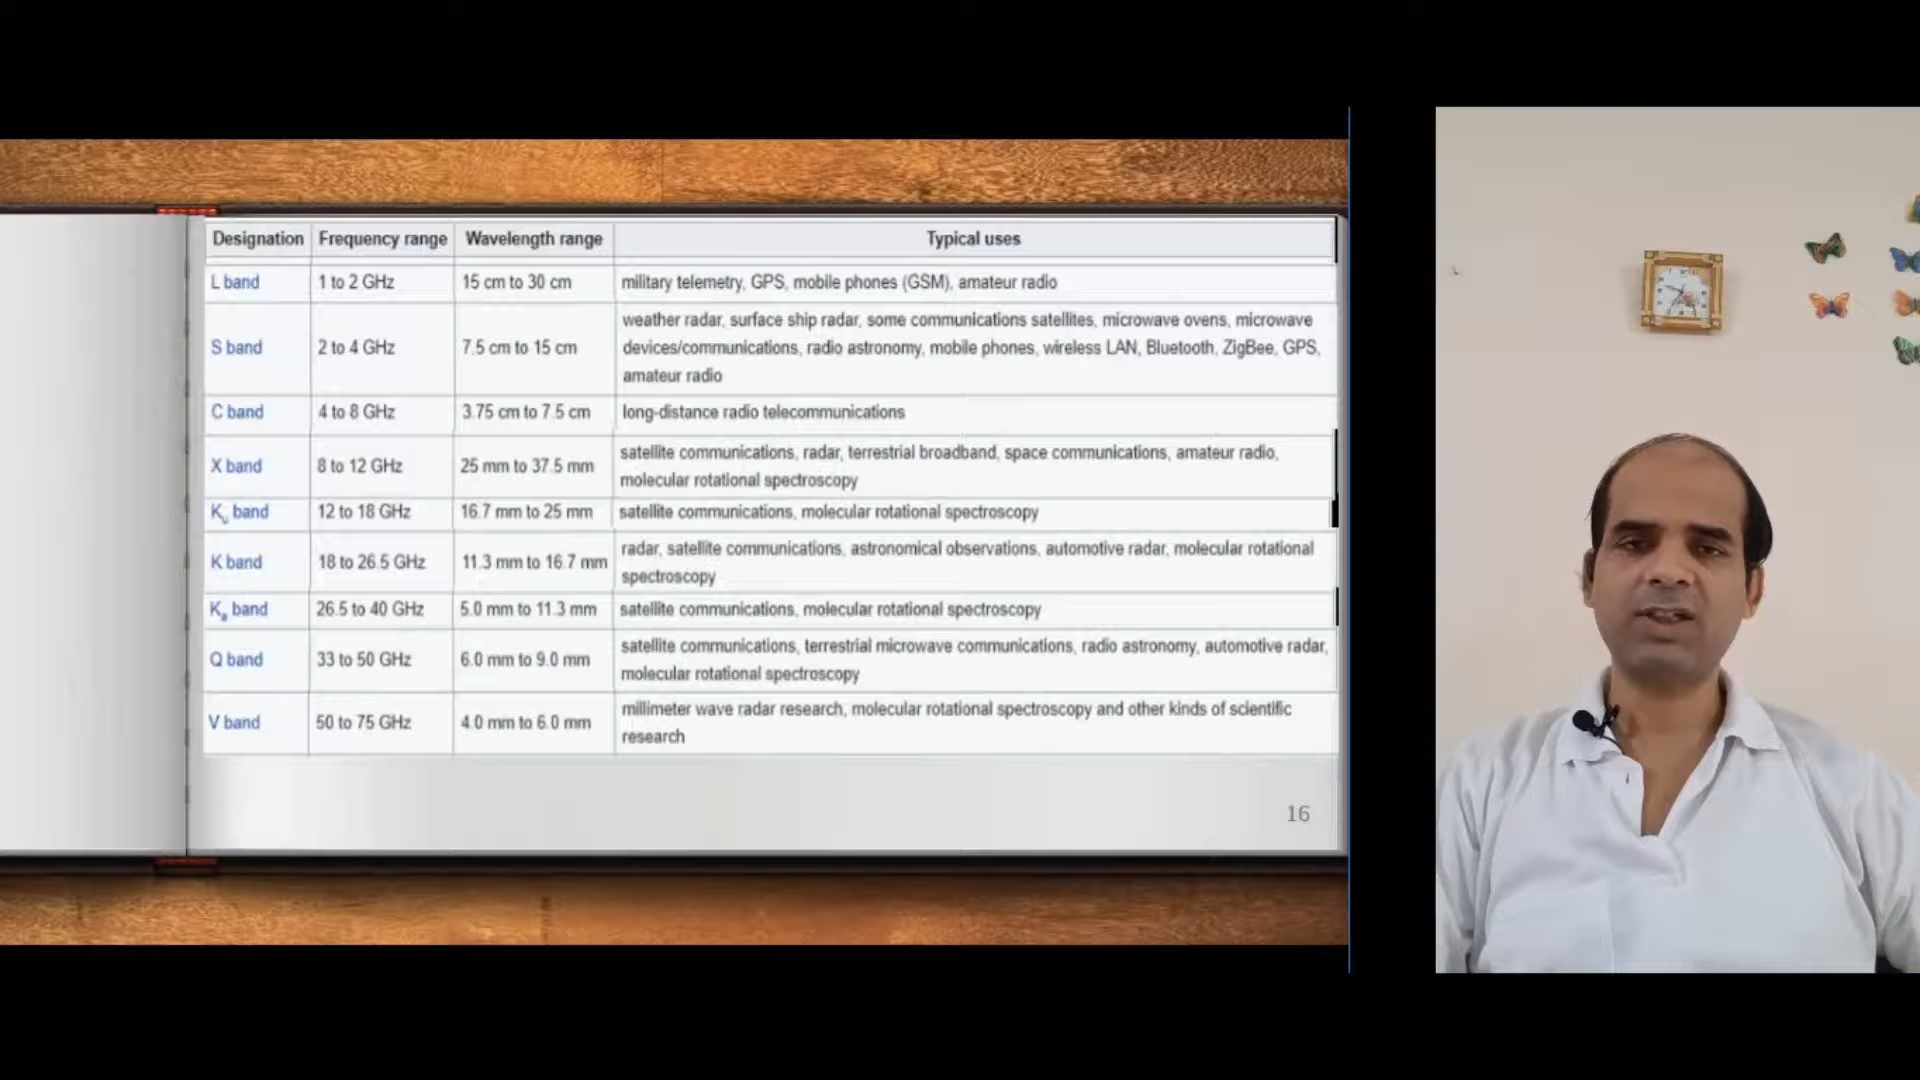 Designation Frequency range Wavelength range Typical uses
L band 1 to 2 GHz 15 cm to 30 cm military telemetry, GPS, mobile phones (GSM), amateur radio
S band 2 to 4 GHz 7.5 cm to 15 cm weather radar, surface ship radar, some communications satellites, microwave ovens, microwave
devices/communications, radio astronomy, mobile phones, wireless LAN, Bluetooth, ZigBee, GPS,
amateur radio
C band 4 to 8 GHz 3.75 cm to 7.5 cm long-distance radio telecommunications
X band 8 to 12 GHz 25 mm to 37.5 mm satellite communications, radar, terrestrial broadband, space communications, amateur radio,
molecular rotational spectroscopy
Ku band 12 to 18 GHz 16.7 mm to 25 mm satellite communications, molecular rotational spectroscopy
K band 18 to 26.5 GHz 11.3 mm to 16.7 mm radar, satellite communications, astronomical observations, automotive radar, molecular rotational
spectroscopy
Ka band 26.5 to 40 GHz 5.0 mm to 11.3 mm satellite communications, molecular rotational spectroscopy
Q band 33 to 50 GHz 6.0 mm to 9.0 mm satellite communications, terrestrial microwave communications, radio astronomy, automotive radar,
molecular rotational spectroscopy
V band 50 to 75 GHz 4.0 mm to 6.0 mm millimeter wave radar research, molecular rotational spectroscopy and other kinds of scientific
research
16